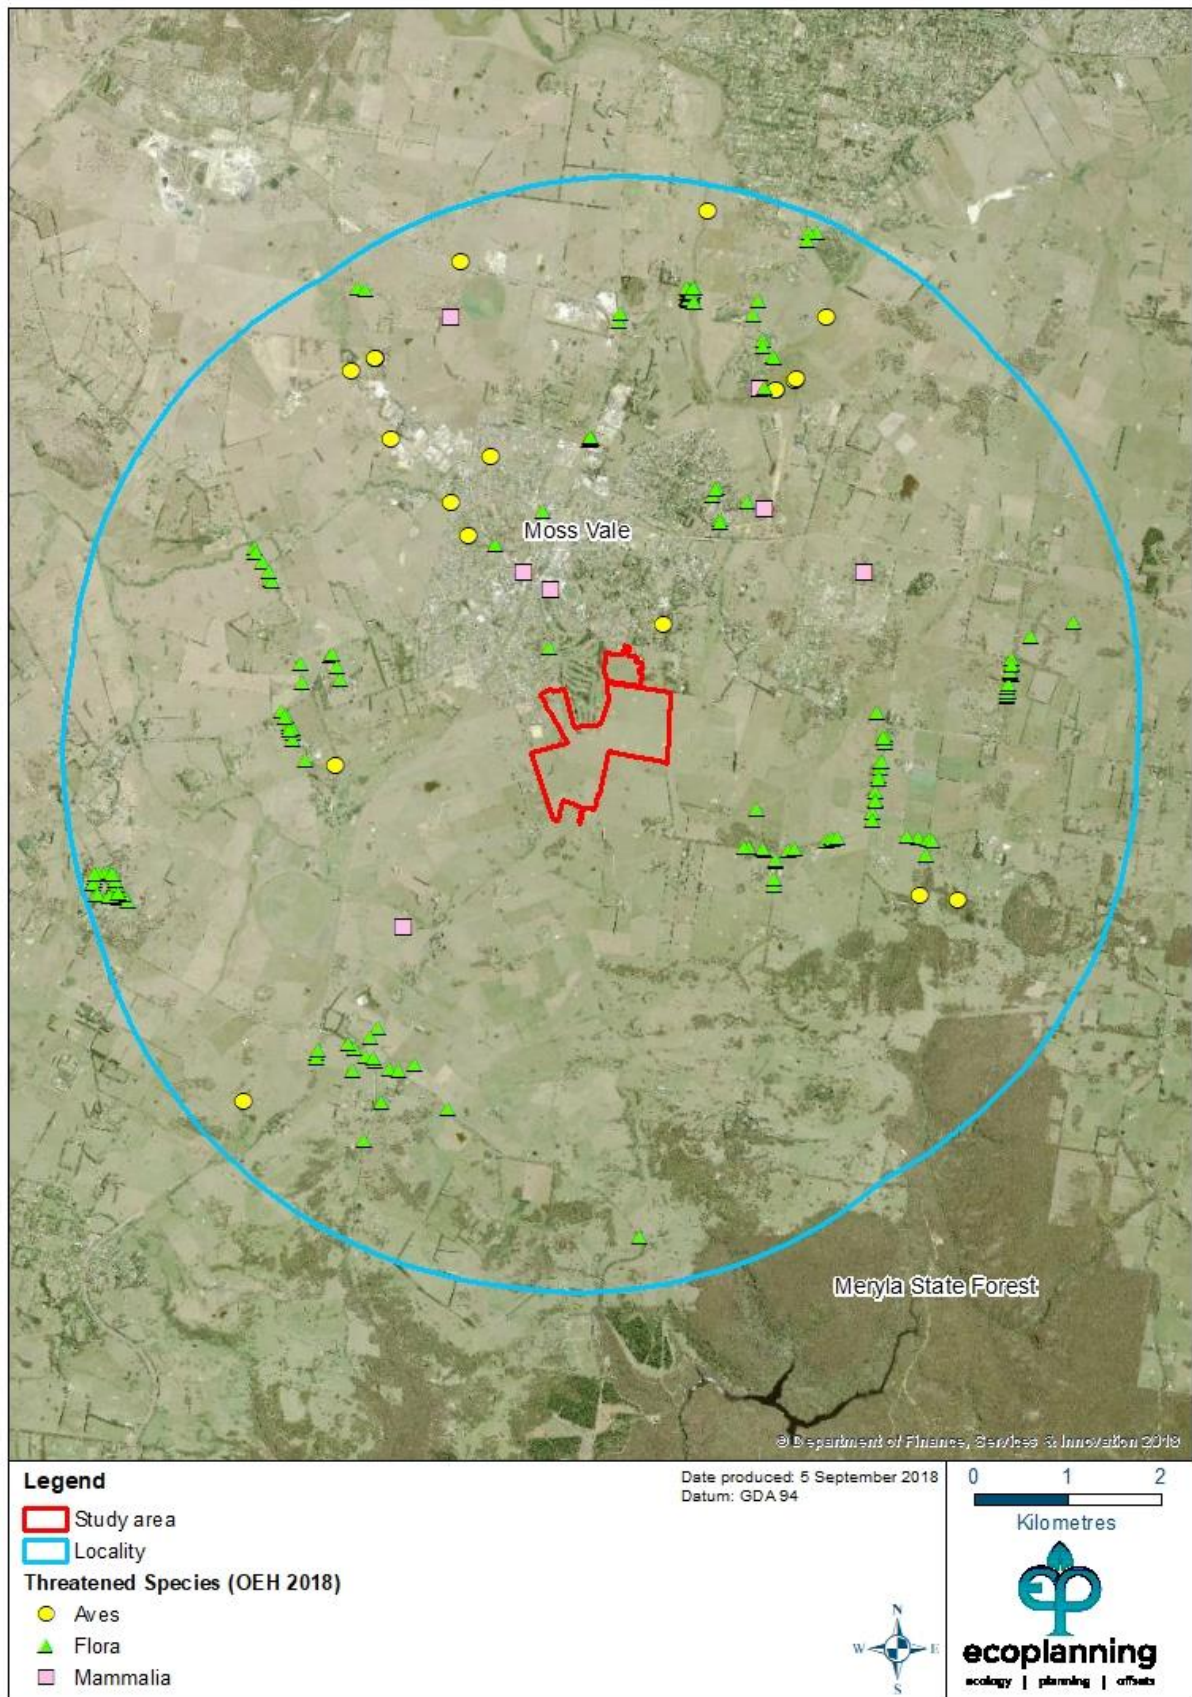 Moss Vale
Meryla State Forest
© Department of Finance, Services & Innovation 2018
Legend
Study area
Locality
Threatened Species (OEH 2018)
Aves
Flora
Mammalia
Date produced: 5 September 2018
Datum: GDA 94
N
W E
S
0 1 2
Kilometres
ep
ecoplanning
ecology | planning | offsets